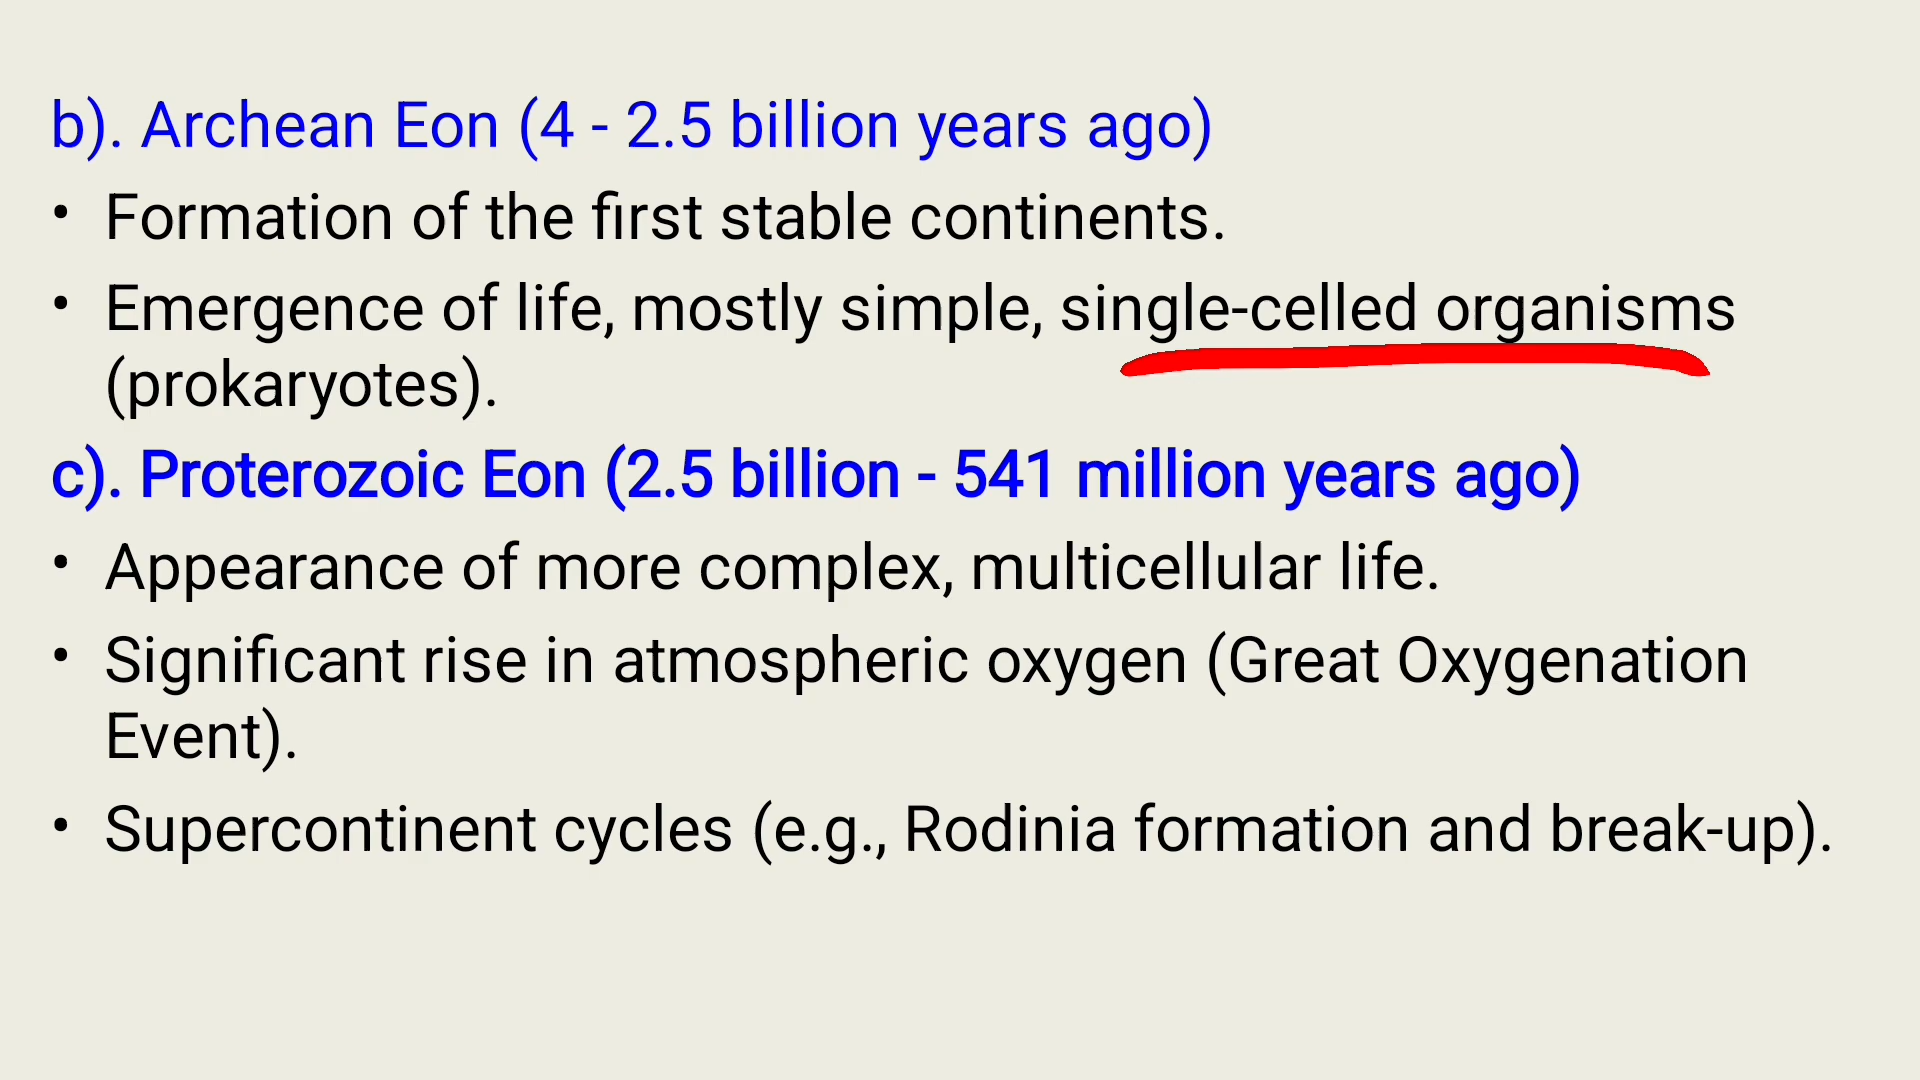 b). Archean Eon (4 - 2.5 billion years ago)
• Formation of the first stable continents.
• Emergence of life, mostly simple, single-celled organisms
(prokaryotes).
c). Proterozoic Eon (2.5 billion - 541 million years ago)
• Appearance of more complex, multicellular life.
• Significant rise in atmospheric oxygen (Great Oxygenation
Event).
• Supercontinent cycles (e.g., Rodinia formation and break-up).